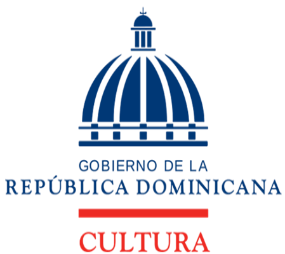 GOBIERNO DE LA
REPÚBLICA DOMINICANA
CULTURA